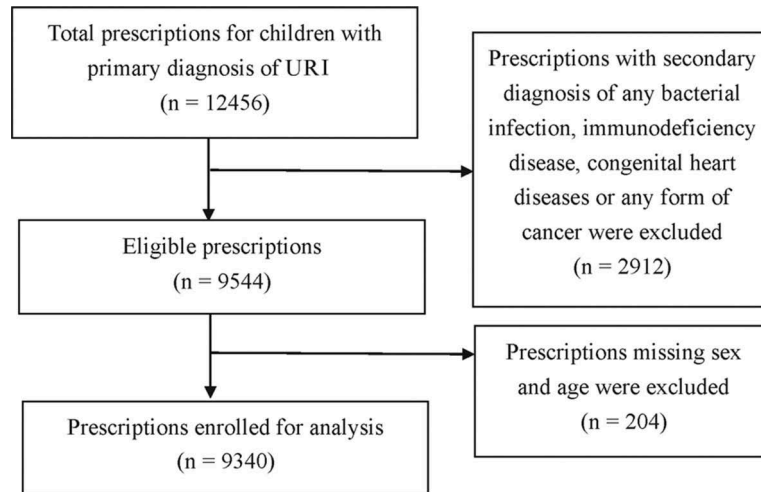 Total prescriptions for children with
primary diagnosis of URI
(n = 12456)
Prescriptions with secondary
diagnosis of any bacterial
infection, immunodeficiency
disease, congenital heart
diseases or any form of
cancer were excluded
(n = 2912)
Eligible prescriptions
(n = 9544)
Prescriptions missing sex
and age were excluded
(n = 204)
Prescriptions enrolled for analysis
(n = 9340)